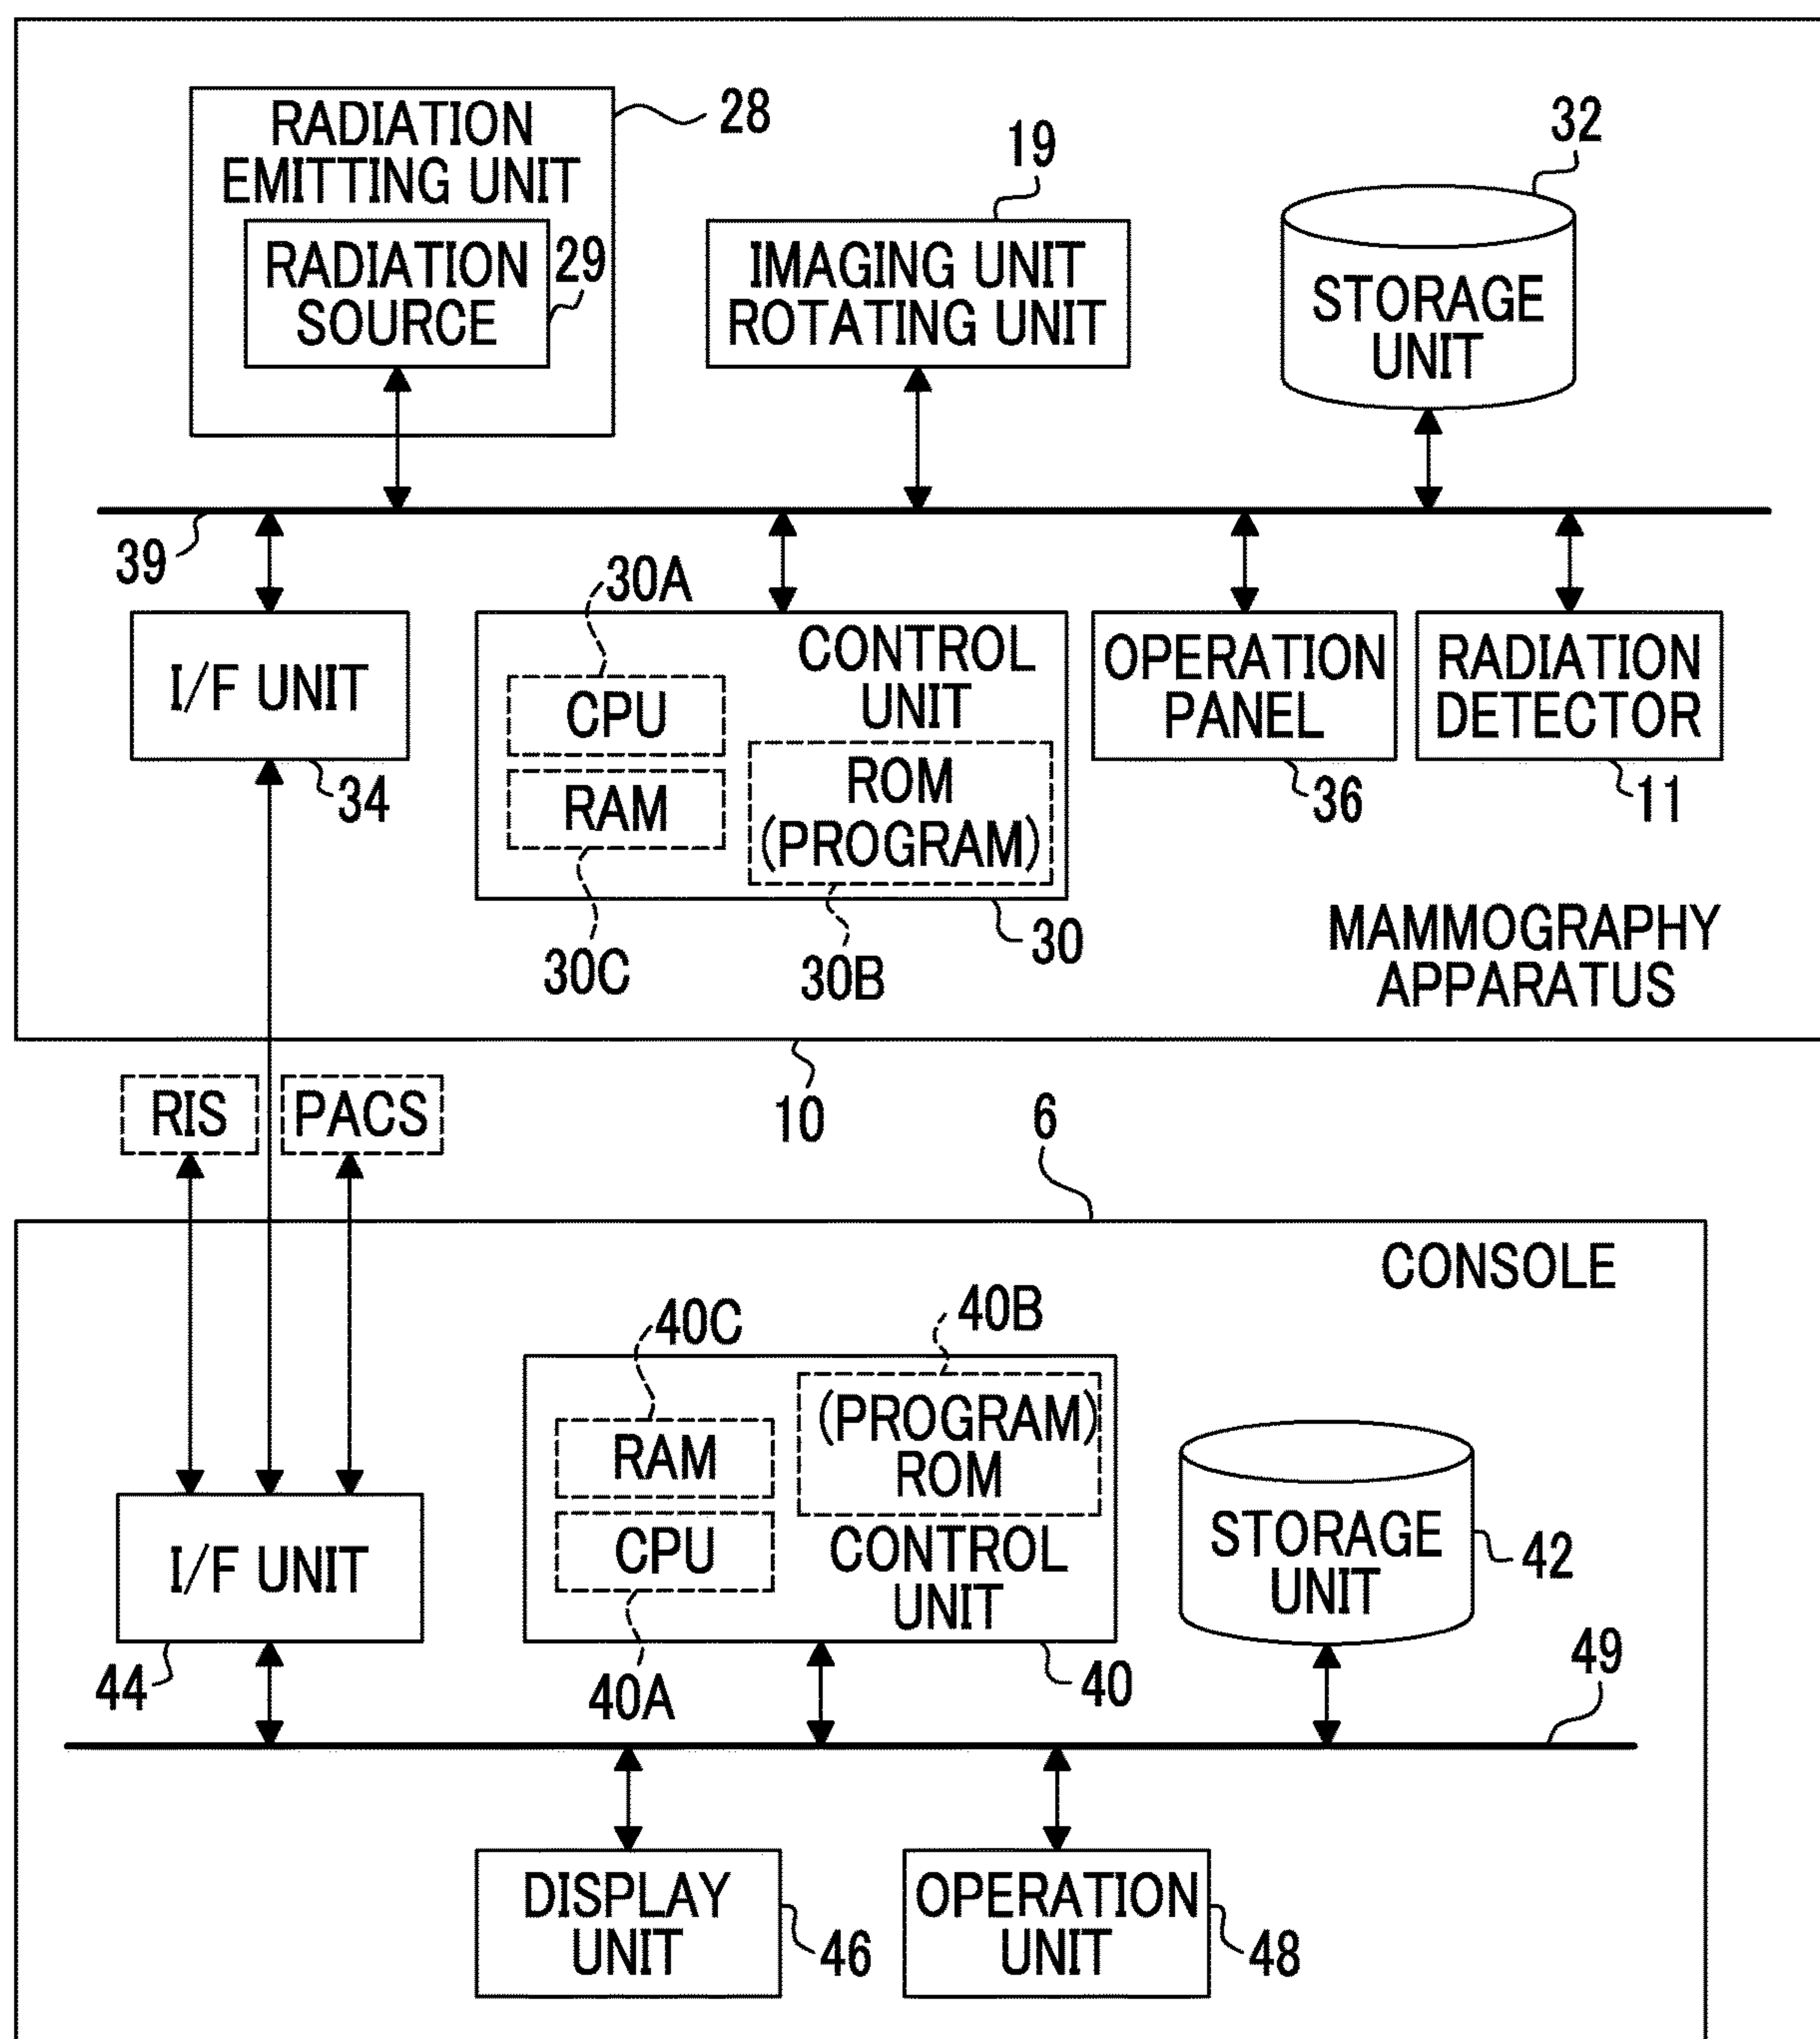 RADIATION
EMITTING UNIT
28
RADIATION
SOURCE
29
19
IMAGING UNIT
ROTATING UNIT
32
STORAGE
UNIT
39
I/F UNIT
34
30A
CONTROL
UNIT
CPU
RAM
ROM
(PROGRAM)
30C
30B
30
OPERATION
PANEL
36
RADIATION
DETECTOR
11
MAMMOGRAPHY
APPARATUS
10
RIS
PACS
6
CONSOLE
40C
40B
RAM
(PROGRAM)
ROM
CPU
CONTROL
UNIT
40A
40
STORAGE
UNIT
42
I/F UNIT
44
49
DISPLAY
UNIT
46
OPERATION
UNIT
48